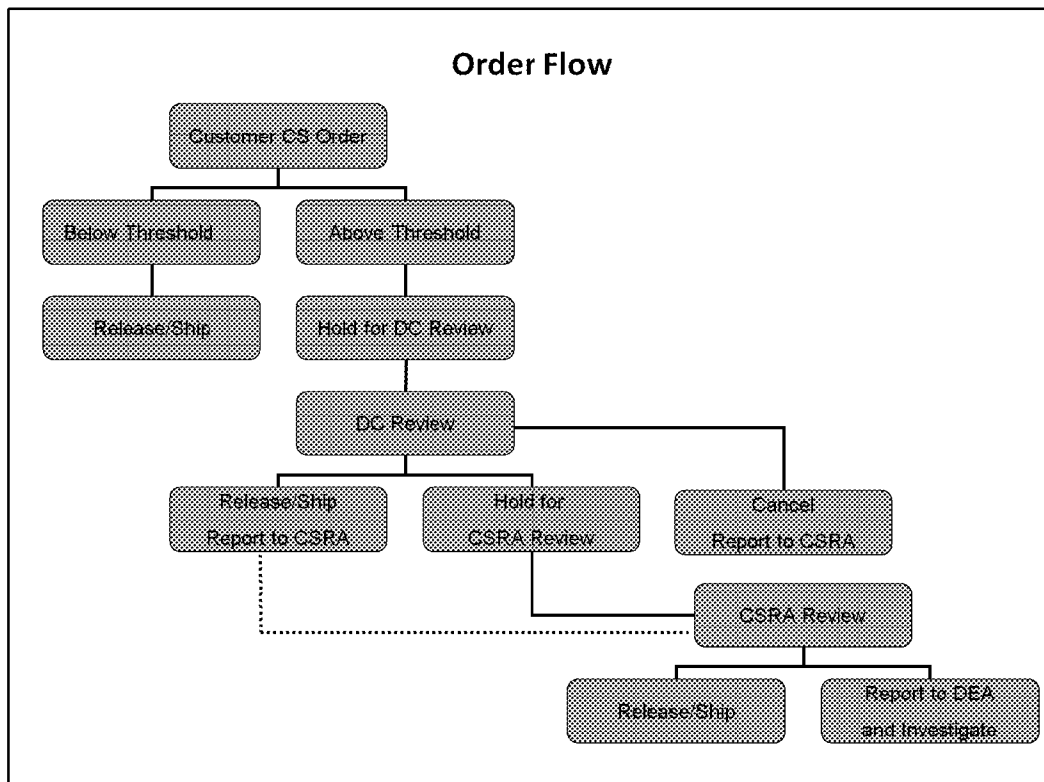 Order Flow
Customer CS Order
Below Threshold
Above Threshold
Release/Ship
Hold for DC Review
DC Review
Release/Ship
Report to CSRA
Hold for
CSRA Review
Cancel
Report to CSRA
CSRA Review
Release/Ship
Report to DEA
and Investigate